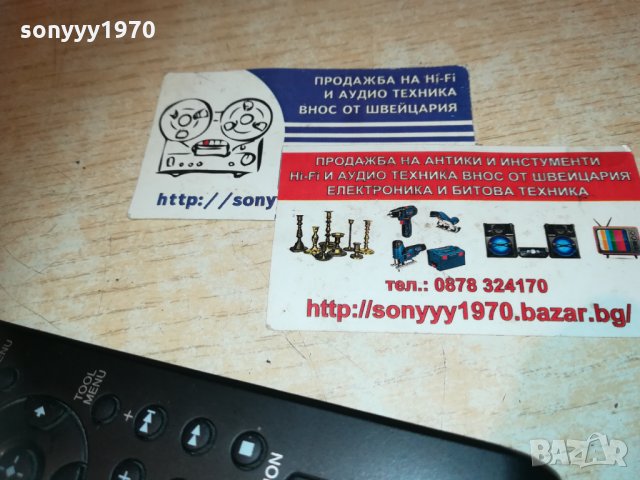 sonyyy1970
ПРОДАЖБА НА Hi-Fi
И АУДИО ТЕХНИКА
ВНОС ОТ ШВЕЙЦАРИЯ
http://sony
ПРОДАЖБА НА АНТИКИ И ИНСТУМЕНТИ
Hi-Fi И АУДИО ТЕХНИКА ВНОС ОТ ШВЕЙЦАРИЯ
ЕЛЕКТРОНИКА И БИТОВА ТЕХНИКА
тел.: 0878 324170
http://sonyyy1970.bazar.bg/
TOOL
MENU
BAZAR